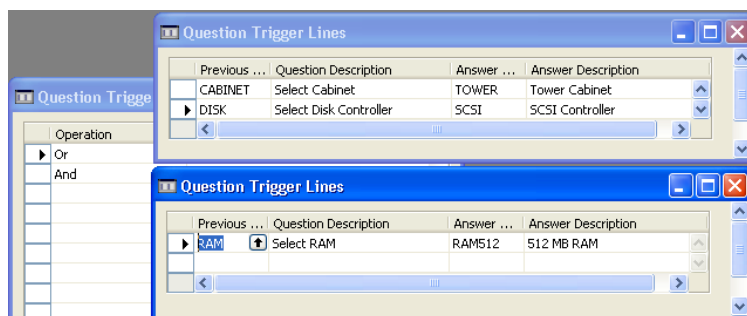 Question Trigger Lines
Previous ... Question Description Answer ... Answer Description
CABINET Select Cabinet TOWER Tower Cabinet
DISK Select Disk Controller SCSI SCSI Controller
Question Trigge
Operation
Or
And
Question Trigger Lines
Previous ... Question Description Answer ... Answer Description
RAM Select RAM RAM512 512 MB RAM